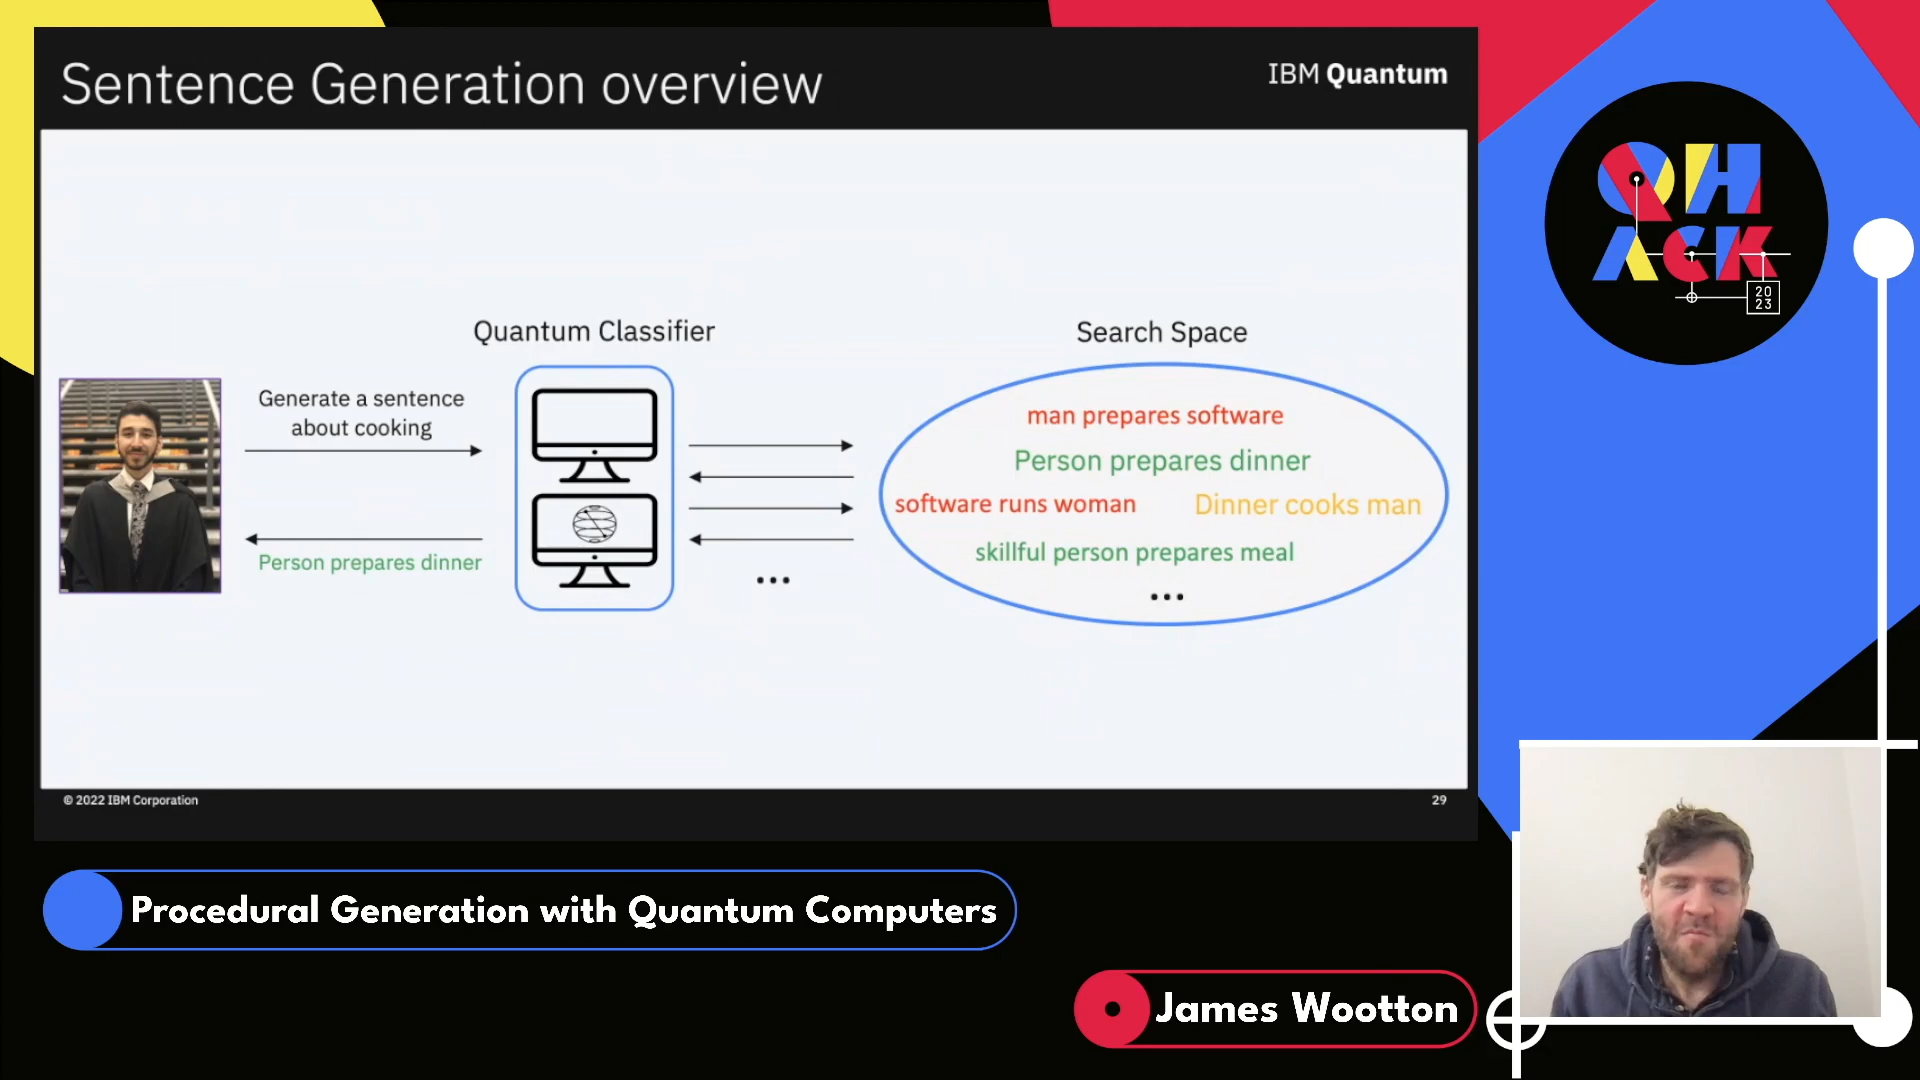 Sentence Generation overview
IBM Quantum
Quantum Classifier
Search Space
Generate a sentence
about cooking
Person prepares dinner
...
man prepares software
Person prepares dinner
software runs woman
Dinner cooks man
skillful person prepares meal
...
© 2022 IBM Corporation
29
QH
ACK
20
23
Procedural Generation with Quantum Computers
James Wootton